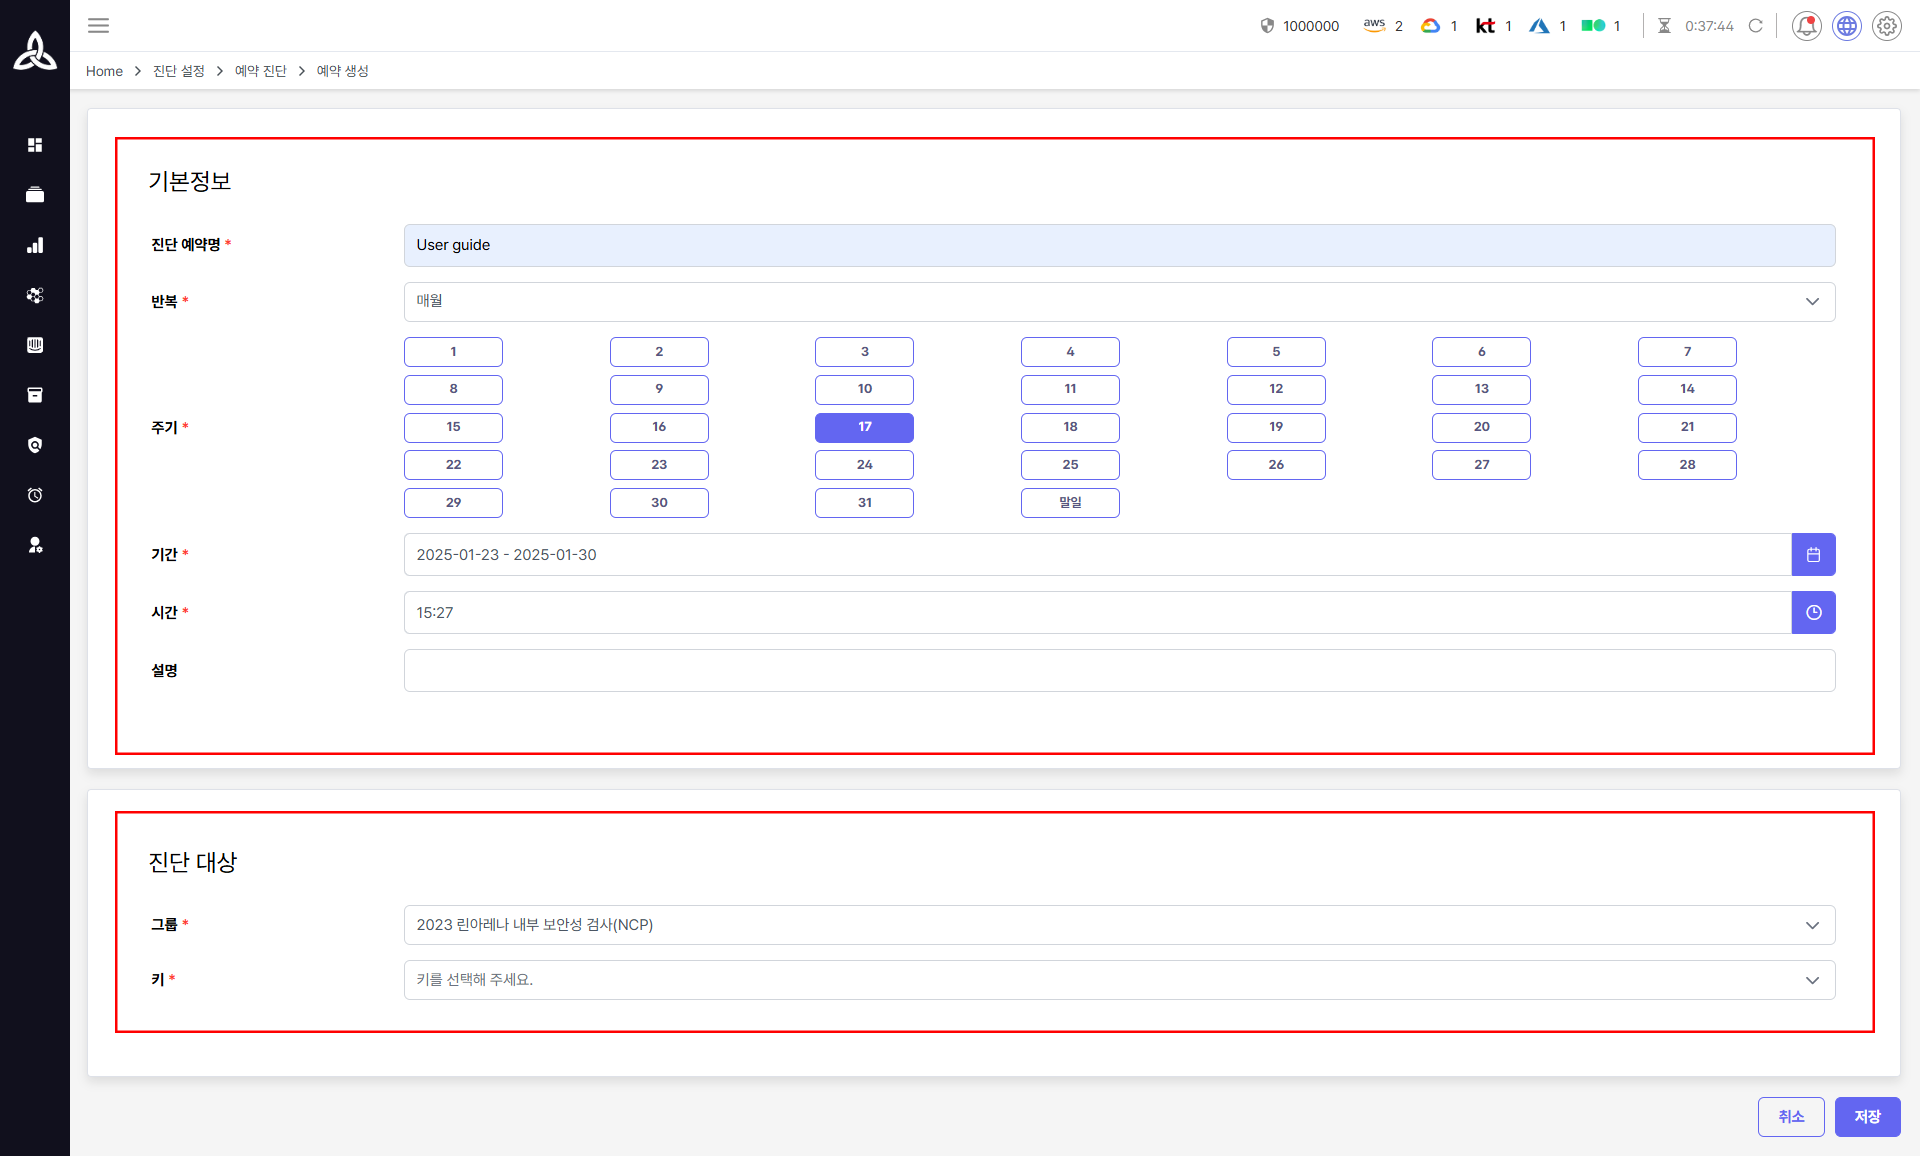 1000000 aws 2 1 kt 1 1 1 0:37:44
Home > 진단 설정 > 예약 진단 > 예약 생성
기본정보
진단 예약명 * User guide
반복 * 매월
1 2 3 4 5 6 7
8 9 10 11 12 13 14
주기 * 15 16 17 18 19 20 21
22 23 24 25 26 27 28
29 30 31 말일
기간 * 2025-01-23 - 2025-01-30
시간 * 15:27
설명
진단 대상
그룹 * 2023 린아레나 내부 보안성 검사(NCP)
키 * 키를 선택해 주세요.
취소 저장